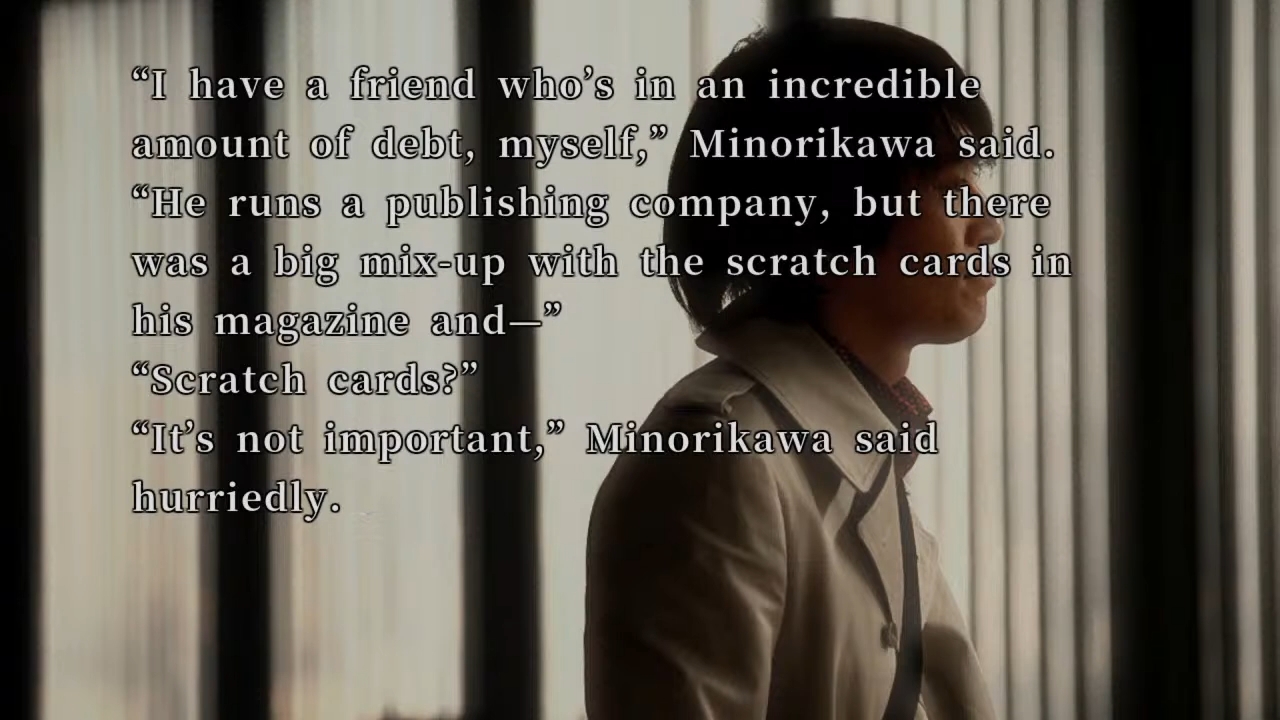 “I have a friend who’s in an incredible
amount of debt, myself,” Minorikawa said.
“He runs a publishing company, but there
was a big mix-up with the scratch cards in
his magazine and—”
“Scratch cards?”
“It’s not important,” Minorikawa said
hurriedly.